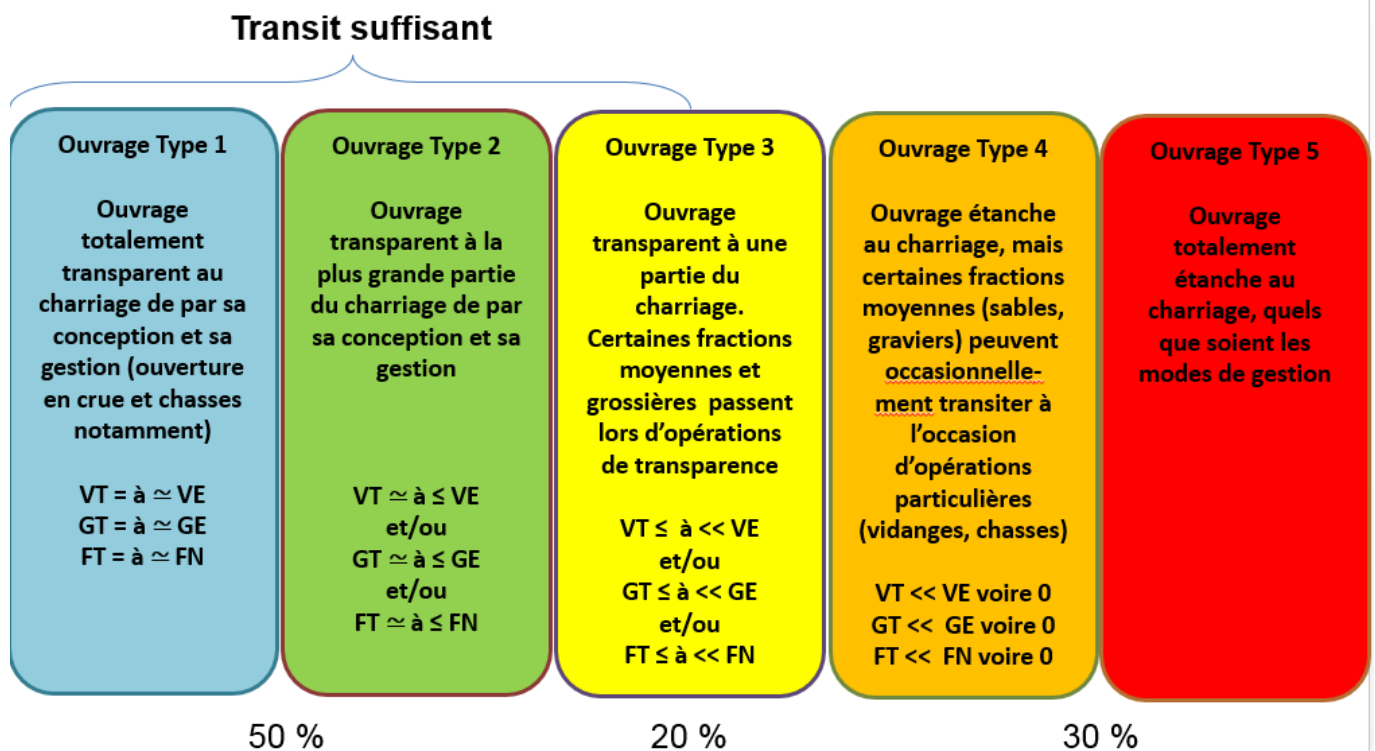 Transit suffisant
Ouvrage Type 1
Ouvrage
totalement
transparent au
charriage de par sa
conception et sa
gestion (ouverture
en crue et chasses
notamment)
VT = à ≃ VE
GT = à ≃ GE
FT = à ≃ FN
Ouvrage Type 2
Ouvrage
transparent à la
plus grande partie
du charriage de par
sa conception et sa
gestion
VT ≃ à ≤ VE
et/ou
GT ≃ à ≤ GE
et/ou
FT ≃ à ≤ FN
Ouvrage Type 3
Ouvrage
transparent à une
partie du
charriage.
Certaines fractions
moyennes et
grossières passent
lors d’opérations
de transparence
VT ≤ à << VE
et/ou
GT ≤ à << GE
et/ou
FT ≤ à << FN
Ouvrage Type 4
Ouvrage étanche
au charriage, mais
certaines fractions
moyennes (sables,
graviers) peuvent
occasionnelle-
ment transiter à
l’occasion
d’opérations
particulières
(vidanges, chasses)
VT << VE voire 0
GT << GE voire 0
FT << FN voire 0
Ouvrage Type 5
Ouvrage
totalement
étanche au
charriage, quels
que soient les
modes de gestion
50 %
20 %
30 %